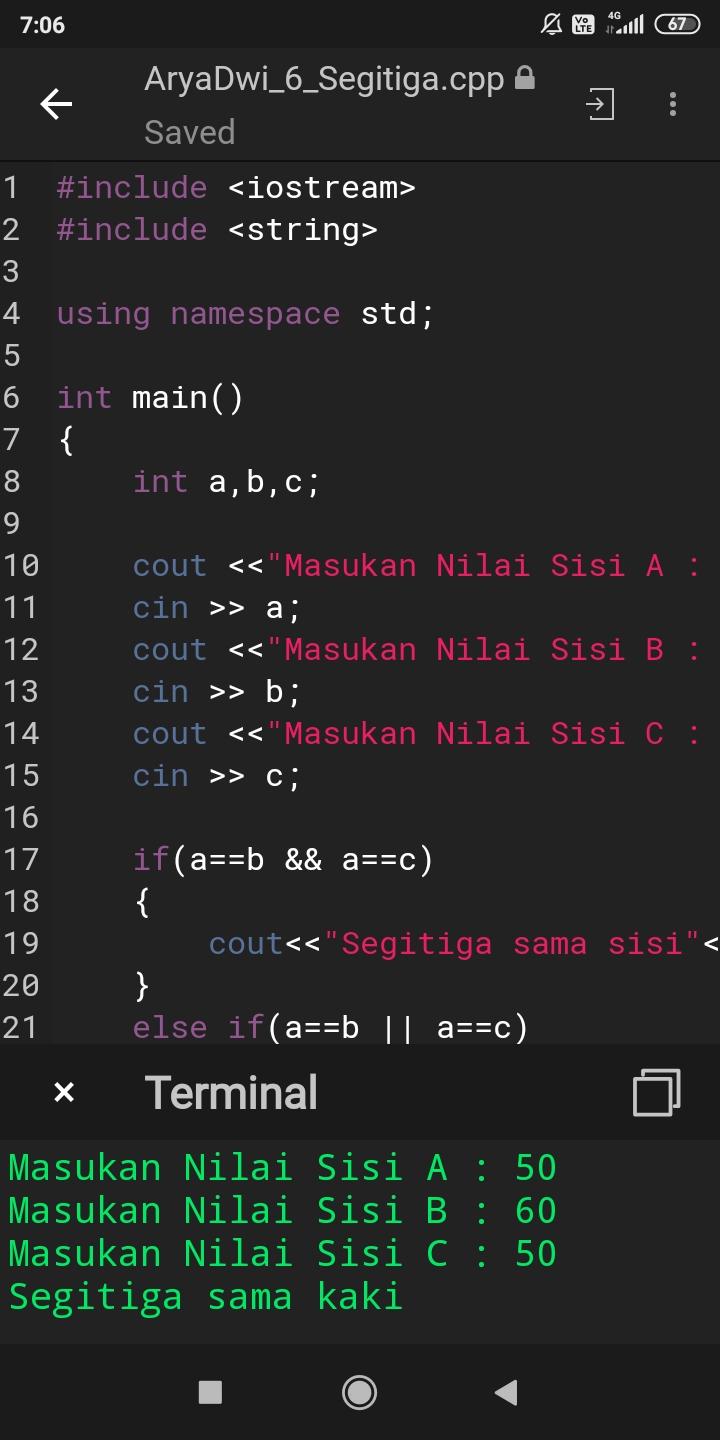 7:06 Vo LTE 4G 67
AryaDwi_6_Segitiga.cpp
Saved
1 #include <iostream>
2 #include <string>
3
4 using namespace std;
5
6 int main()
7 {
8 int a,b,c;
9
10 cout <<"Masukan Nilai Sisi A :
11 cin >> a;
12 cout <<"Masukan Nilai Sisi B :
13 cin >> b;
14 cout <<"Masukan Nilai Sisi C :
15 cin >> c;
16
17 if(a==b && a==c)
18 {
19 cout<<"Segitiga sama sisi"<
20 }
21 else if(a==b || a==c)
× Terminal
Masukan Nilai Sisi A : 50
Masukan Nilai Sisi B : 60
Masukan Nilai Sisi C : 50
Segitiga sama kaki